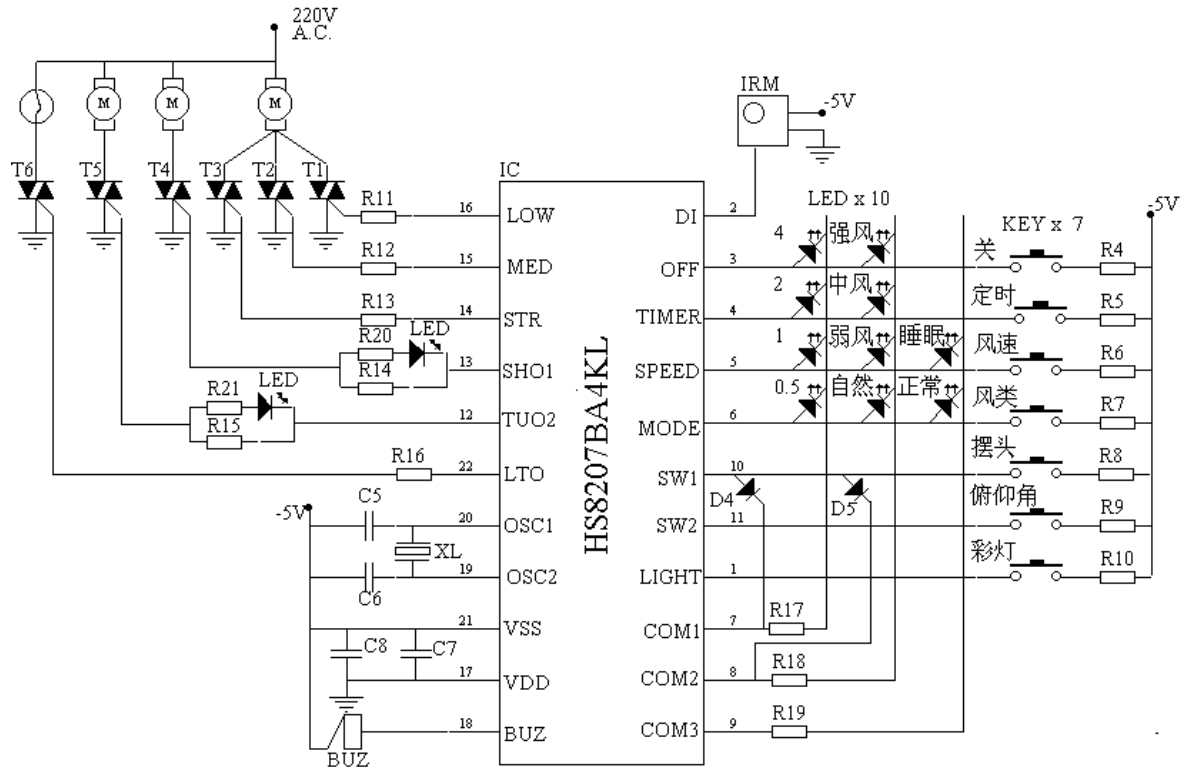 220V
A.C.
M
M
M
T6
T5
T4
T3
T2
T1
IRM
-5V
IC
LED x 10
KEY x 7
-5V
R11
16
LOW
DI
2
4
强风
关
R4
R12
15
MED
OFF
3
2
中风
定时
R5
R13
14
STR
TIMER
4
1
弱风
睡眠
风速
R6
R20
LED
R14
13
SHO1
SPEED
5
0.5
自然
正常
风类
R7
R21
LED
R15
12
TUO2
MODE
6
摆头
R8
R16
22
LTO
SW1
10
D4
D5
俯仰角
R9
-5V
C5
20
OSC1
SW2
11
XL
彩灯
R10
C6
19
OSC2
LIGHT
1
HS8207BA4KL
21
VSS
COM1
7
R17
C8
C7
17
VDD
COM2
8
R18
18
BUZ
COM3
9
R19
BUZ